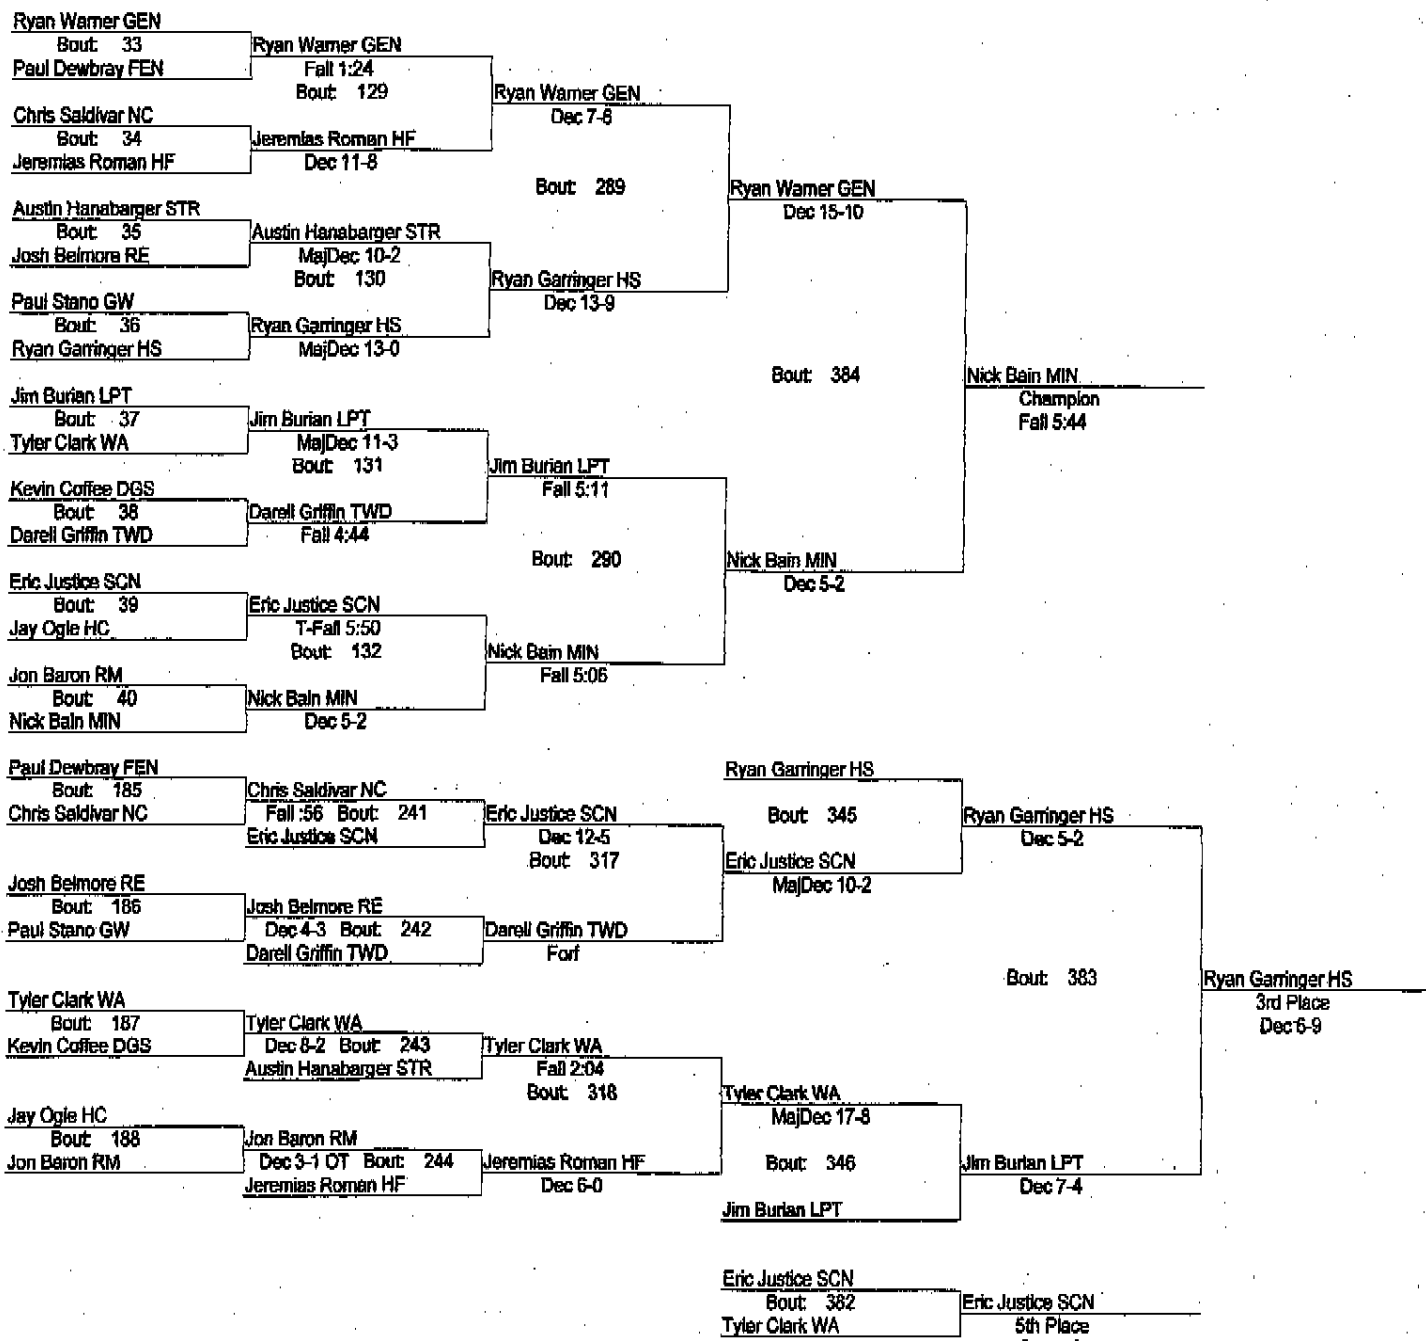 Ryan Warner GEN
Bout: 33
Paul Dewbray FEN
Ryan Warner GEN
Fall 1:24
Bout: 129
Chris Saldivar NC
Bout: 34
Jeremias Roman HF
Jeremias Roman HF
Dec 11-8
Ryan Warner GEN
Dec 7-6
Bout: 289
Austin Hanabarger STR
Bout: 35
Josh Belmore RE
Austin Hanabarger STR
MajDec 10-2
Bout: 130
Paul Stano GW
Bout: 36
Ryan Garringer HS
Ryan Garringer HS
MajDec 13-0
Ryan Garringer HS
Dec 13-9
Ryan Warner GEN
Dec 15-10
Bout: 384
Nick Bain MIN
Champion
Fall 5:44
Jim Burian LPT
Bout: 37
Tyler Clark WA
Jim Burian LPT
MajDec 11-3
Bout: 131
Kevin Coffee DGS
Bout: 38
Darell Griffin TWD
Darell Griffin TWD
Fall 4:44
Jim Burian LPT
Fall 5:11
Bout: 290
Nick Bain MIN
Dec 5-2
Eric Justice SCN
Bout: 39
Jay Ogle HC
Eric Justice SCN
T-Fall 5:50
Bout: 132
Jon Baron RM
Bout: 40
Nick Bain MIN
Nick Bain MIN
Dec 5-2
Nick Bain MIN
Fall 5:06
Paul Dewbray FEN
Bout: 185
Chris Saldivar NC
Chris Saldivar NC
Fall :56 Bout: 241
Eric Justice SCN
Eric Justice SCN
Dec 12-5
Bout: 317
Josh Belmore RE
Bout: 186
Paul Stano GW
Josh Belmore RE
Dec 4-3 Bout: 242
Darell Griffin TWD
Darell Griffin TWD
Forf
Ryan Garringer HS
Bout: 345
Eric Justice SCN
MajDec 10-2
Ryan Garringer HS
Dec 5-2
Bout: 383
Ryan Garringer HS
3rd Place
Dec 6-9
Tyler Clark WA
Bout: 187
Kevin Coffee DGS
Tyler Clark WA
Dec 8-2 Bout: 243
Austin Hanabarger STR
Tyler Clark WA
Fall 2:04
Bout: 318
Jay Ogle HC
Bout: 188
Jon Baron RM
Jon Baron RM
Dec 3-1 OT Bout: 244
Jeremias Roman HF
Jeremias Roman HF
Dec 6-0
Tyler Clark WA
MajDec 17-8
Bout: 346
Jim Burian LPT
Jim Burian LPT
Dec 7-4
Eric Justice SCN
Bout: 382
Tyler Clark WA
Eric Justice SCN
5th Place